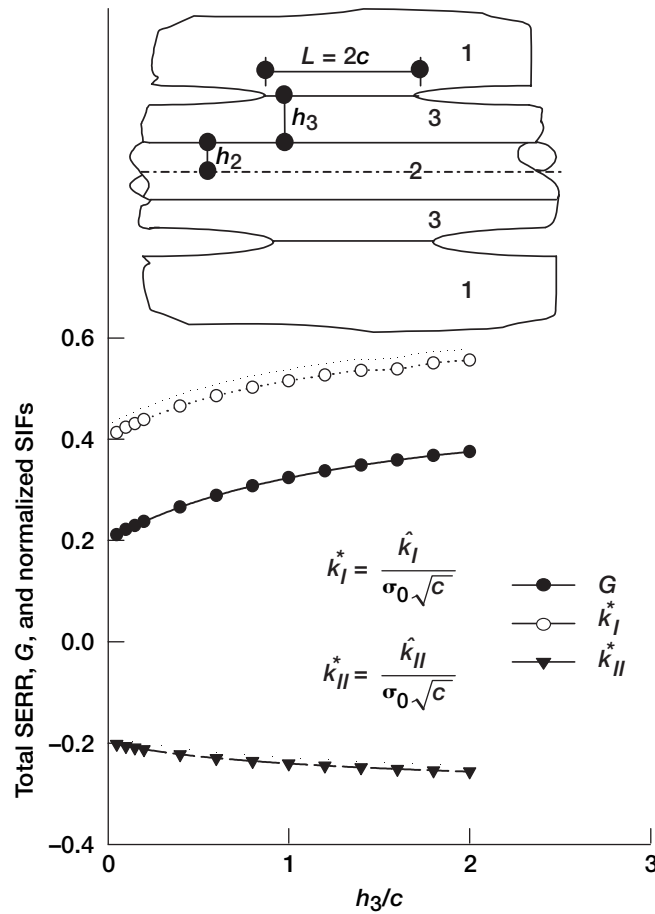 1
L = 2c
3
h3
h2
2
3
1
0.6
0.4
0.2
0.0
−0.2
−0.4
Total SERR, G, and normalized SIFs
k̂I
k*I =
σ0√c
k̂II
k*II =
σ0√c
G
k*I
k*II
0
1
2
3
h3/c